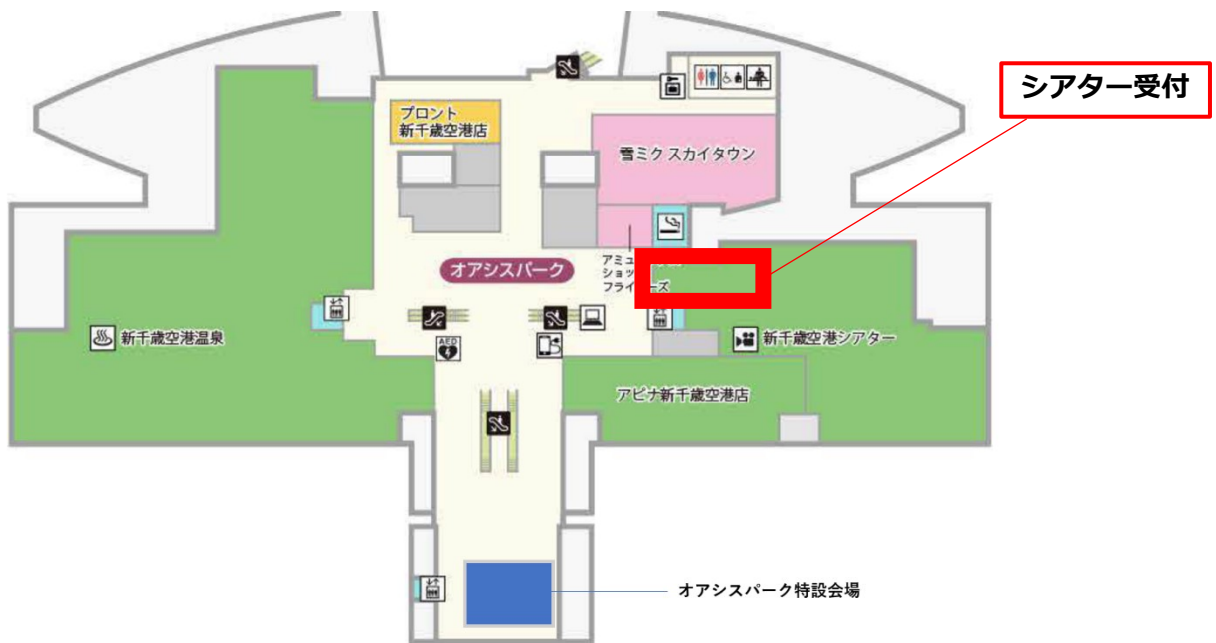 シアター受付
プロント
新千歳空港店
雪ミク スカイタウン
オアシスパーク
アミュ
ショッ
フライ ーズ
AED
新千歳空港温泉
新千歳空港シアター
アピナ新千歳空港店
オアシスパーク特設会場